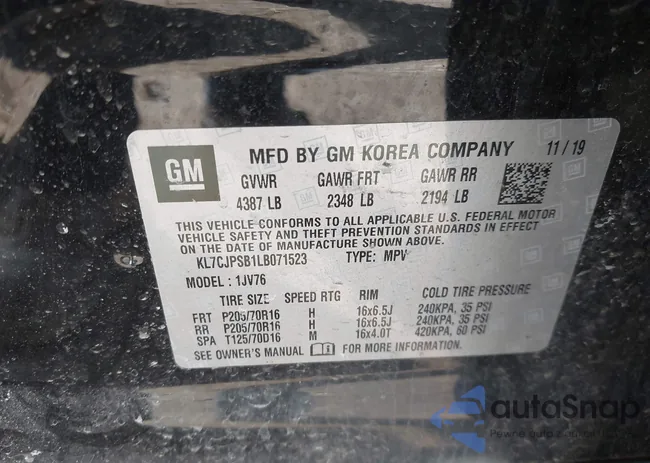 GM
MFD BY GM KOREA COMPANY 11/19
GVWR GAWR FRT GAWR RR
4387 LB 2348 LB 2194 LB
THIS VEHICLE CONFORMS TO ALL APPLICABLE U.S. FEDERAL MOTOR
VEHICLE SAFETY AND THEFT PREVENTION STANDARDS IN EFFECT
ON THE DATE OF MANUFACTURE SHOWN ABOVE.
KL7CJPSB1LB071523 TYPE: MPV
MODEL : 1JV76
TIRE SIZE SPEED RTG RIM COLD TIRE PRESSURE
FRT P205/70R16 H 16x6.5J 240KPA, 35 PSI
RR P205/70R16 H 16x6.5J 240KPA, 35 PSI
SPA T125/70D16 M 16x4.0T 420KPA, 60 PSI
SEE OWNER'S MANUAL FOR MORE INFORMATION.
autoSnap
Pewne auto z